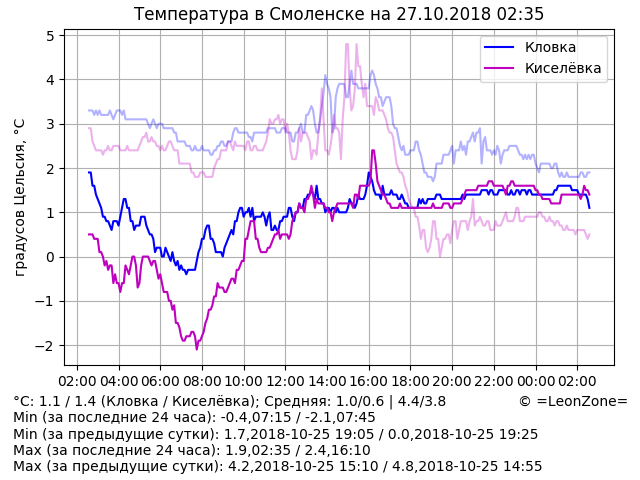 Температура в Смоленске на 27.10.2018 02:35
градусов Цельсия, °C
5
4
3
2
1
0
−1
−2
Кловка
Киселёвка
02:00 04:00 06:00 08:00 10:00 12:00 14:00 16:00 18:00 20:00 22:00 00:00 02:00
°C: 1.1 / 1.4 (Кловка / Киселёвка); Средняя: 1.0/0.6 | 4.4/3.8 © =LeonZone=
Min (за последние 24 часа): -0.4,07:15 / -2.1,07:45
Min (за предыдущие сутки): 1.7,2018-10-25 19:05 / 0.0,2018-10-25 19:25
Max (за последние 24 часа): 1.9,02:35 / 2.4,16:10
Max (за предыдущие сутки): 4.2,2018-10-25 15:10 / 4.8,2018-10-25 14:55